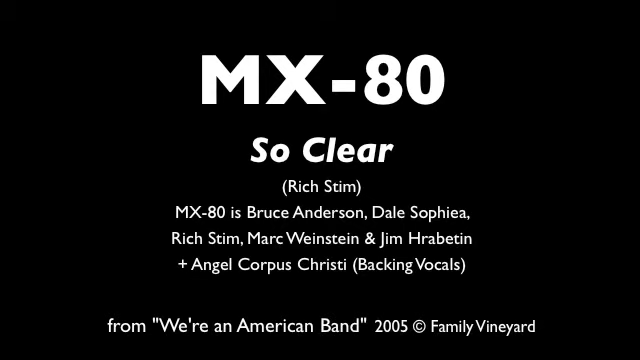 MX-80
So Clear
(Rich Stim)
MX-80 is Bruce Anderson, Dale Sophiea,
Rich Stim, Marc Weinstein & Jim Hrabetin
+ Angel Corpus Christi (Backing Vocals)
from "We're an American Band" 2005 © Family Vineyard